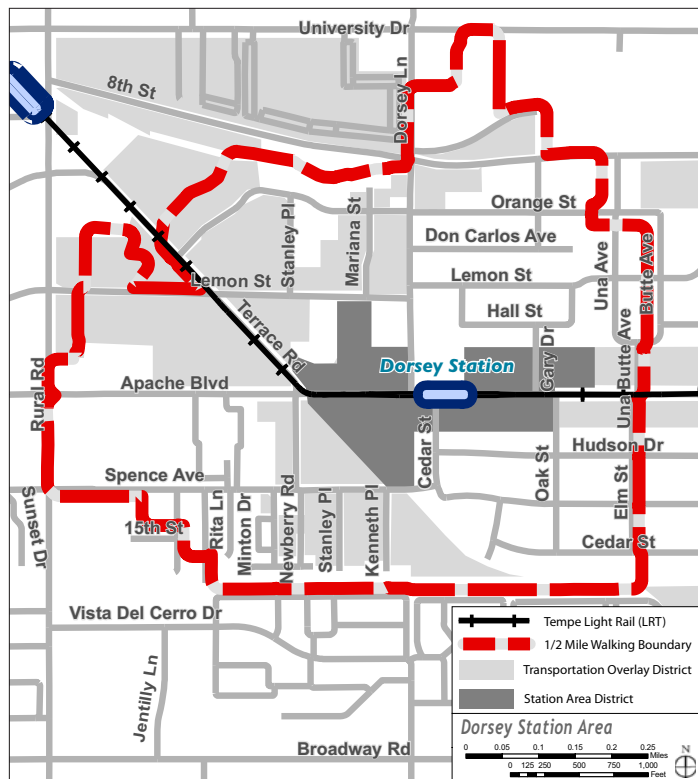 University Dr
8th St
Dorsey Ln
Orange St
Stanley Pl
Mariana St
Don Carlos Ave
Una Ave
Butte Ave
Lemon St
Lemon St
Hall St
Terrace Rd
Gary Dr
Una Butte Ave
Dorsey Station
Rural Rd
Apache Blvd
Cedar St
Oak St
Hudson Dr
Spence Ave
Elm St
Sunset Dr
15th St
Rita Ln
Minton Dr
Newberry Rd
Stanley Pl
Kenneth Pl
Cedar St
Vista Del Cerro Dr
Jentilly Ln
Broadway Rd
Tempe Light Rail (LRT)
1/2 Mile Walking Boundary
Transportation Overlay District
Station Area District
Dorsey Station Area
0 0.05 0.1 0.15 0.2 0.25
Miles
0 125 250 500 750 1,000
Feet
N